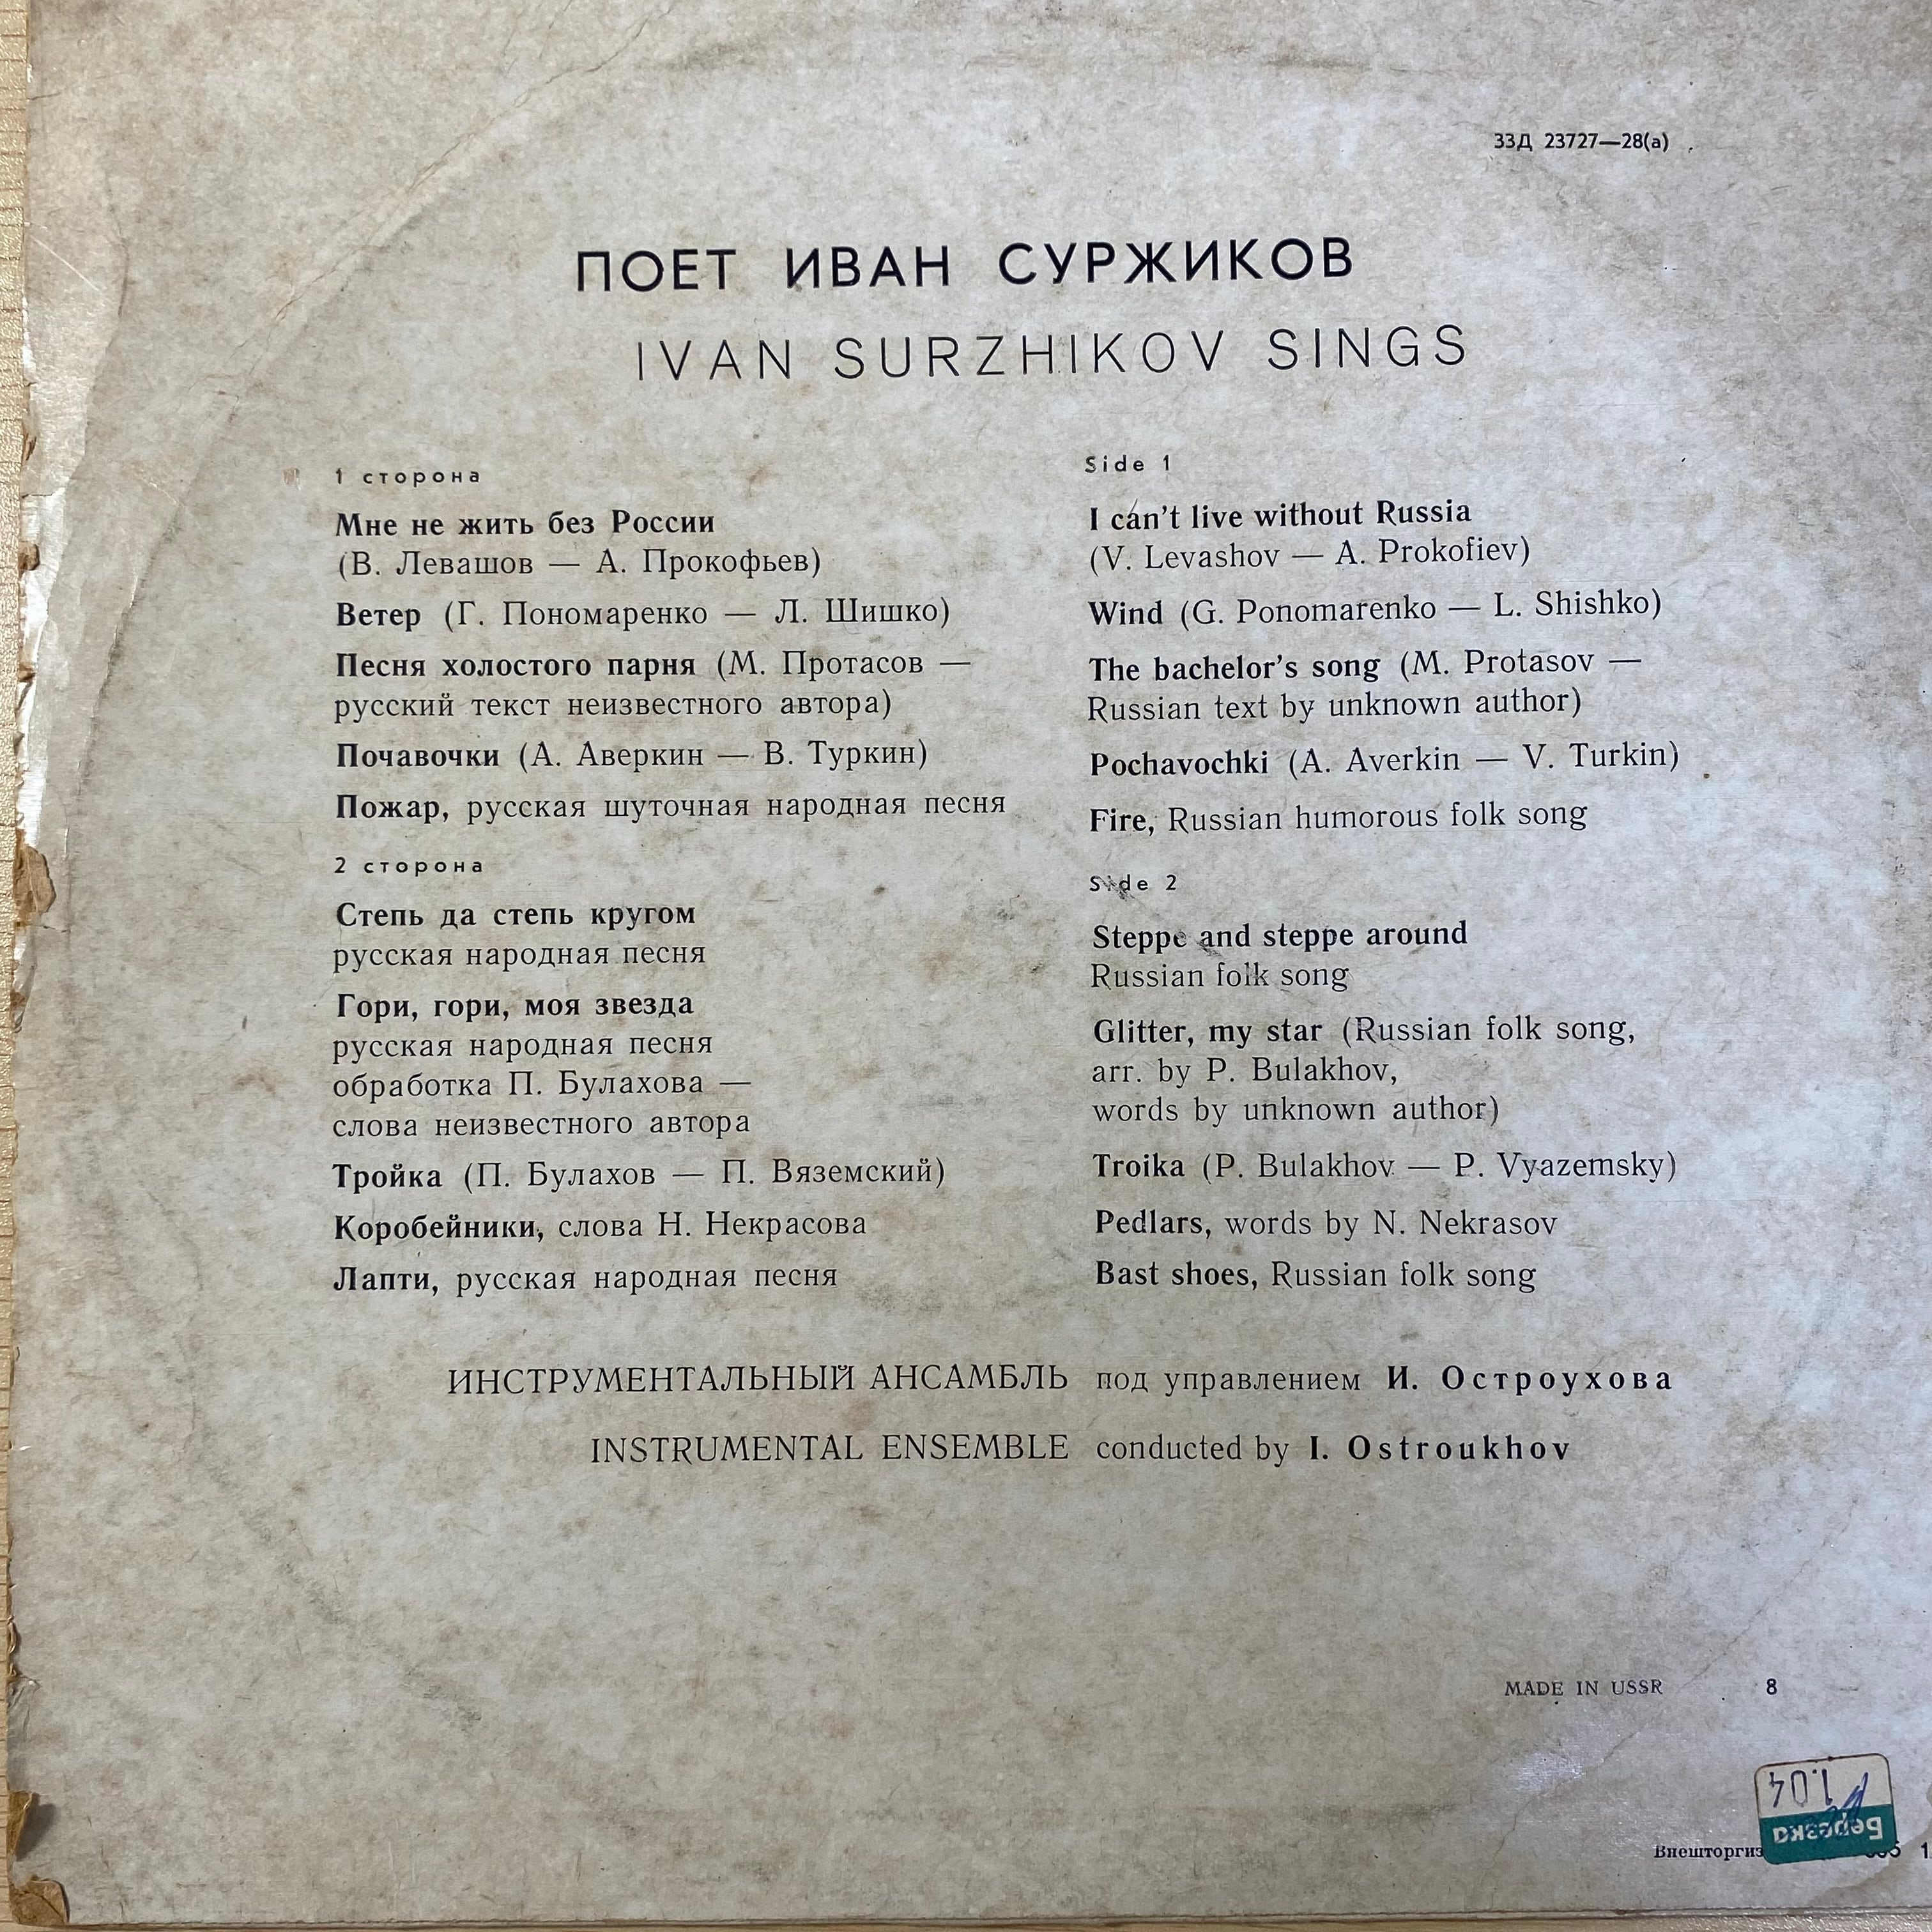 33Д 23727—28(а)
ПОЕТ ИВАН СУРЖИКОВ
IVAN SURZHIKOV SINGS
1 сторона
Мне не жить без России
(В. Левашов — А. Прокофьев)
Ветер (Г. Пономаренко — Л. Шишко)
Песня холостого парня (М. Протасов —
русский текст неизвестного автора)
Почавочки (А. Аверкин — В. Туркин)
Пожар, русская шуточная народная песня
2 сторона
Степь да степь кругом
русская народная песня
Гори, гори, моя звезда
русская народная песня
обработка П. Булахова —
слова неизвестного автора
Тройка (П. Булахов — П. Вяземский)
Коробейники, слова Н. Некрасова
Лапти, русская народная песня
Side 1
I can't live without Russia
(V. Levashov — A. Prokofiev)
Wind (G. Ponomarenko — L. Shishko)
The bachelor's song (M. Protasov —
Russian text by unknown author)
Pochavochki (A. Averkin — V. Turkin)
Fire, Russian humorous folk song
Side 2
Steppe and steppe around
Russian folk song
Glitter, my star (Russian folk song,
arr. by P. Bulakhov,
words by unknown author)
Troika (P. Bulakhov — P. Vyazemsky)
Pedlars, words by N. Nekrasov
Bast shoes, Russian folk song
ИНСТРУМЕНТАЛЬНЫЙ АНСАМБЛЬ под управлением И. Остроухова
INSTRUMENTAL ENSEMBLE conducted by I. Ostroukhov
MADE IN USSR 8
1.04
Березка